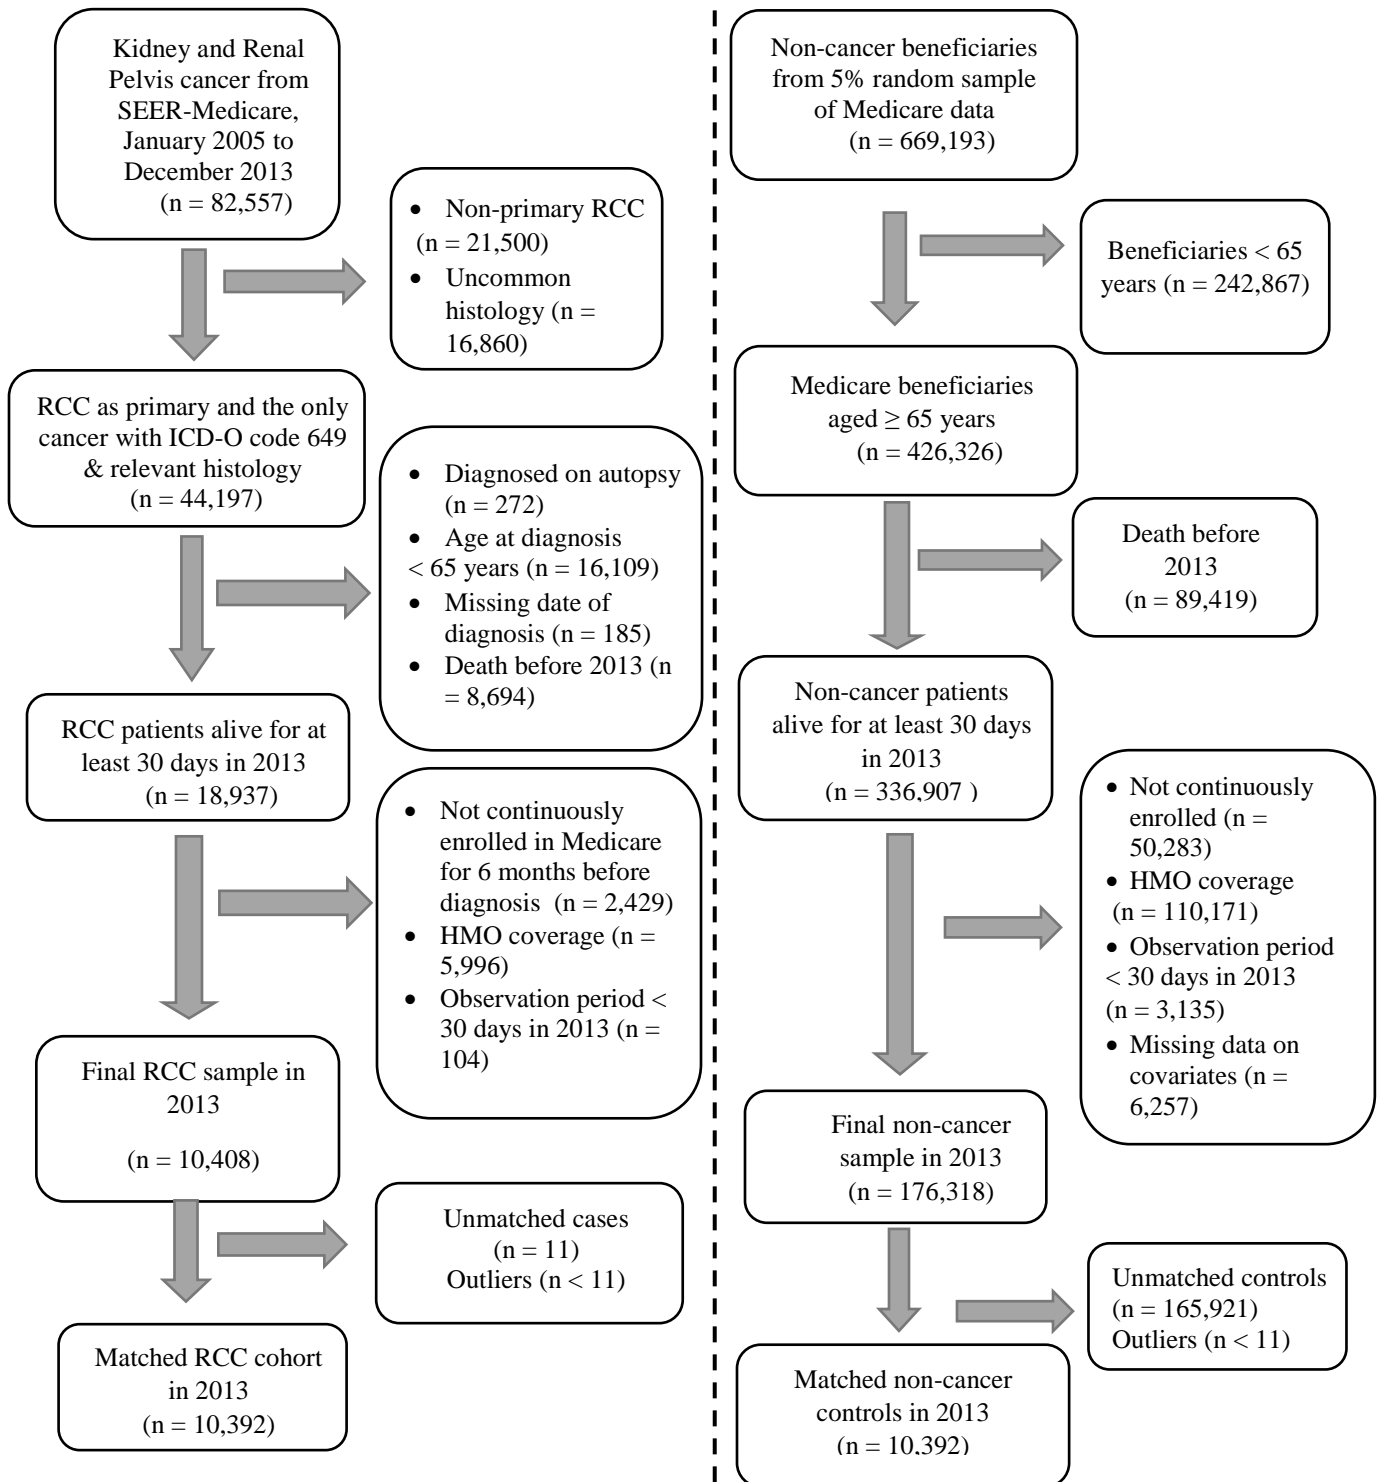 Kidney and Renal
Pelvis cancer from
SEER-Medicare,
January 2005 to
December 2013
(n = 82,557)
• Non-primary RCC
(n = 21,500)
• Uncommon
histology (n =
16,860)
RCC as primary and the only
cancer with ICD-O code 649
& relevant histology
(n = 44,197)
• Diagnosed on autopsy
(n = 272)
• Age at diagnosis
< 65 years (n = 16,109)
• Missing date of
diagnosis (n = 185)
• Death before 2013 (n
= 8,694)
RCC patients alive for at
least 30 days in 2013
(n = 18,937)
• Not continuously
enrolled in Medicare
for 6 months before
diagnosis (n = 2,429)
• HMO coverage (n =
5,996)
• Observation period <
30 days in 2013 (n =
104)
Final RCC sample in
2013
(n = 10,408)
Unmatched cases
(n = 11)
Outliers (n < 11)
Matched RCC cohort
in 2013
(n = 10,392)
Non-cancer beneficiaries
from 5% random sample
of Medicare data
(n = 669,193)
Beneficiaries < 65
years (n = 242,867)
Medicare beneficiaries
aged ≥ 65 years
(n = 426,326)
Death before
2013
(n = 89,419)
Non-cancer patients
alive for at least 30 days
in 2013
(n = 336,907 )
• Not continuously
enrolled (n =
50,283)
• HMO coverage
(n = 110,171)
• Observation period
< 30 days in 2013
(n = 3,135)
• Missing data on
covariates (n =
6,257)
Final non-cancer
sample in 2013
(n = 176,318)
Unmatched controls
(n = 165,921)
Outliers (n < 11)
Matched non-cancer
controls in 2013
(n = 10,392)